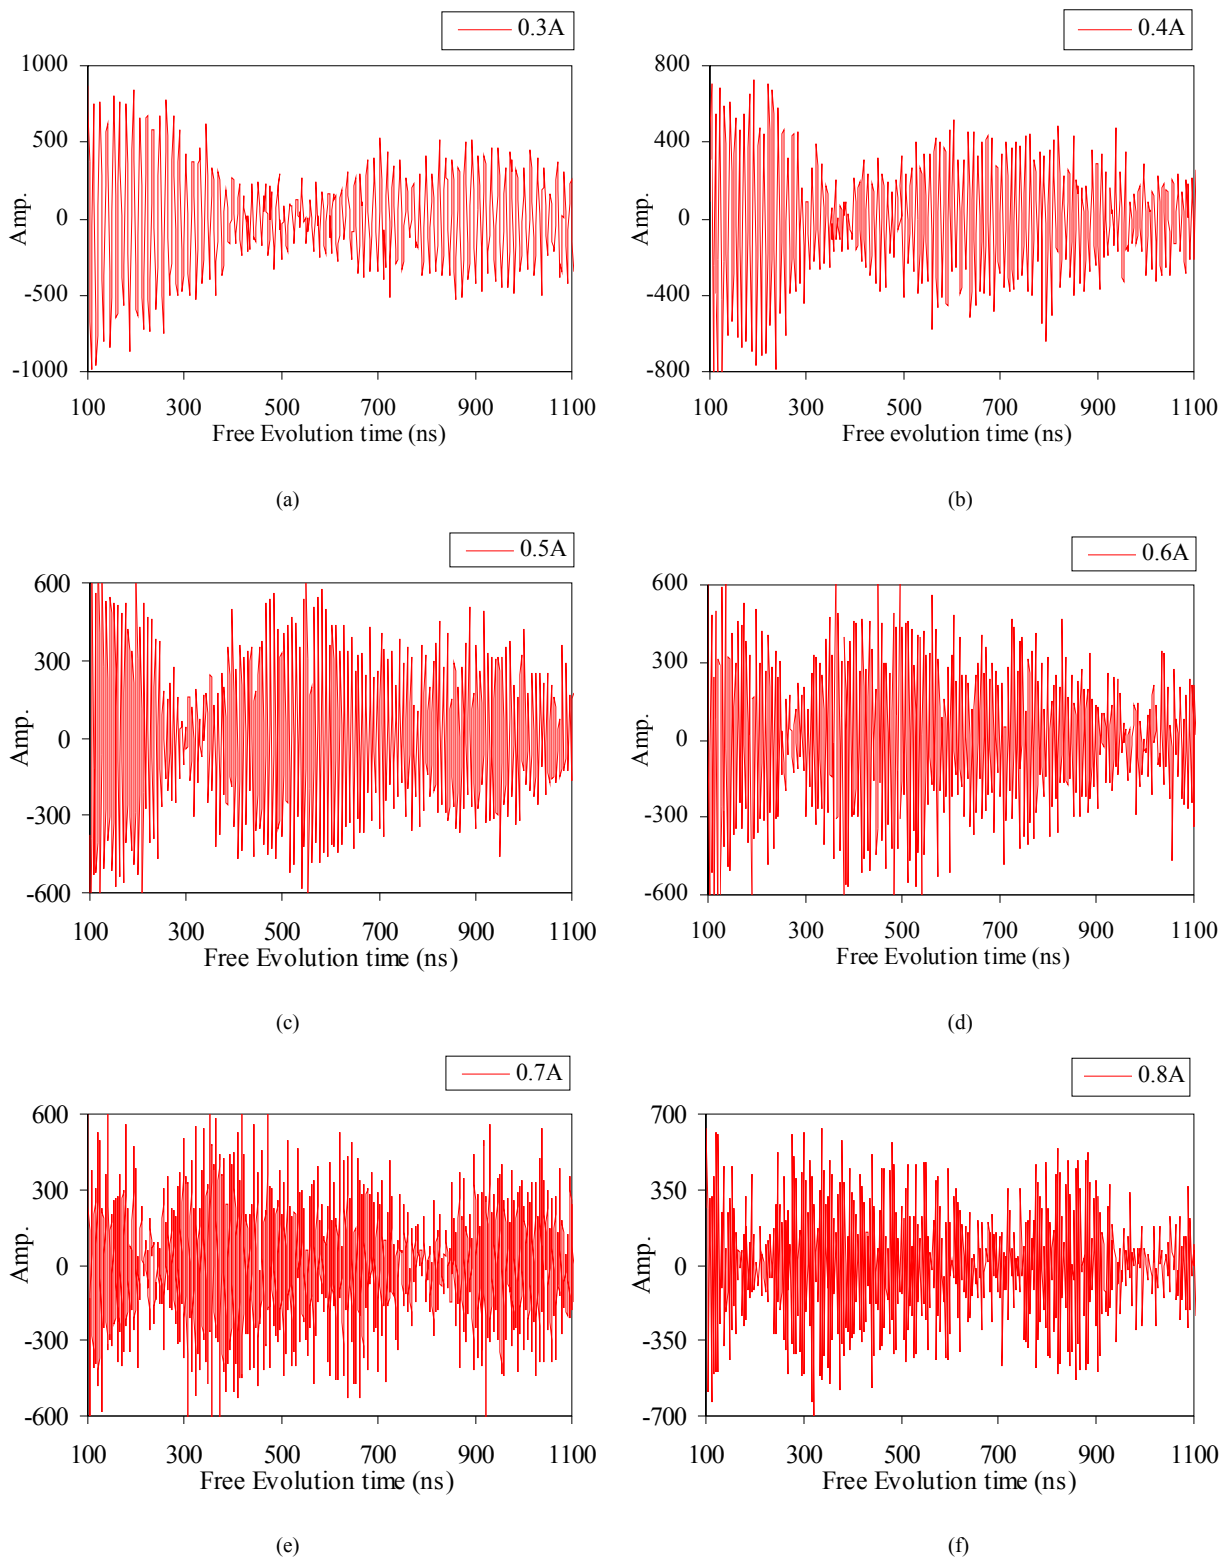 0.3A
1000
500
0
-500
-1000
Amp.
100 300 500 700 900 1100
Free Evolution time (ns)
(a)
0.4A
800
400
0
-400
-800
Amp.
100 300 500 700 900 1100
Free evolution time (ns)
(b)
0.5A
600
300
0
-300
-600
Amp.
100 300 500 700 900 1100
Free Evolution time (ns)
(c)
0.6A
600
300
0
-300
-600
Amp.
100 300 500 700 900 1100
Free Evolution time (ns)
(d)
0.7A
600
300
0
-300
-600
Amp.
100 300 500 700 900 1100
Free Evolution time (ns)
(e)
0.8A
700
350
0
-350
-700
Amp.
100 300 500 700 900 1100
Free Evolution time (ns)
(f)